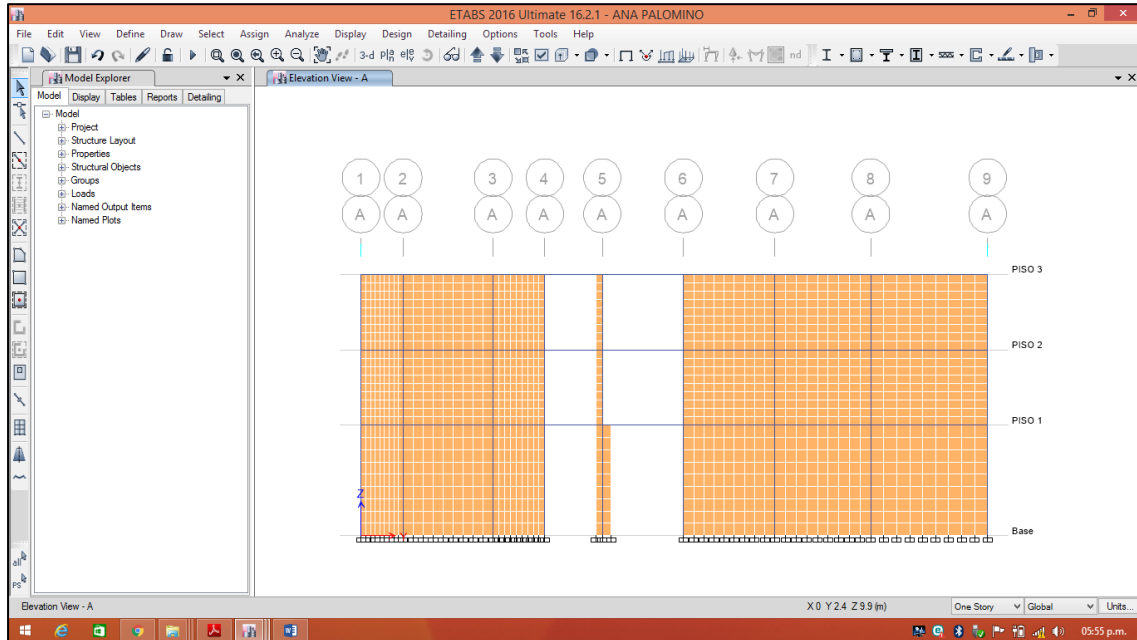 ETABS 2016 Ultimate 16.2.1 - ANA PALOMINO
File Edit View Define Draw Select Assign Analyze Display Design Detailing Options Tools Help
3-d plạ elẹ nd
Model Explorer
Elevation View - A
Model Display Tables Reports Detailing
Model
Project
Structure Layout
Properties
Structural Objects
Groups
Loads
Named Output Items
Named Plots
1 2 3 4 5 6 7 8 9
A A A A A A A A A
PISO 3
PISO 2
PISO 1
Z
Base
all
PS
Elevation View - A
X 0 Y 2.4 Z 9.9 (m)
One Story
Global
Units...
05:55 p.m.